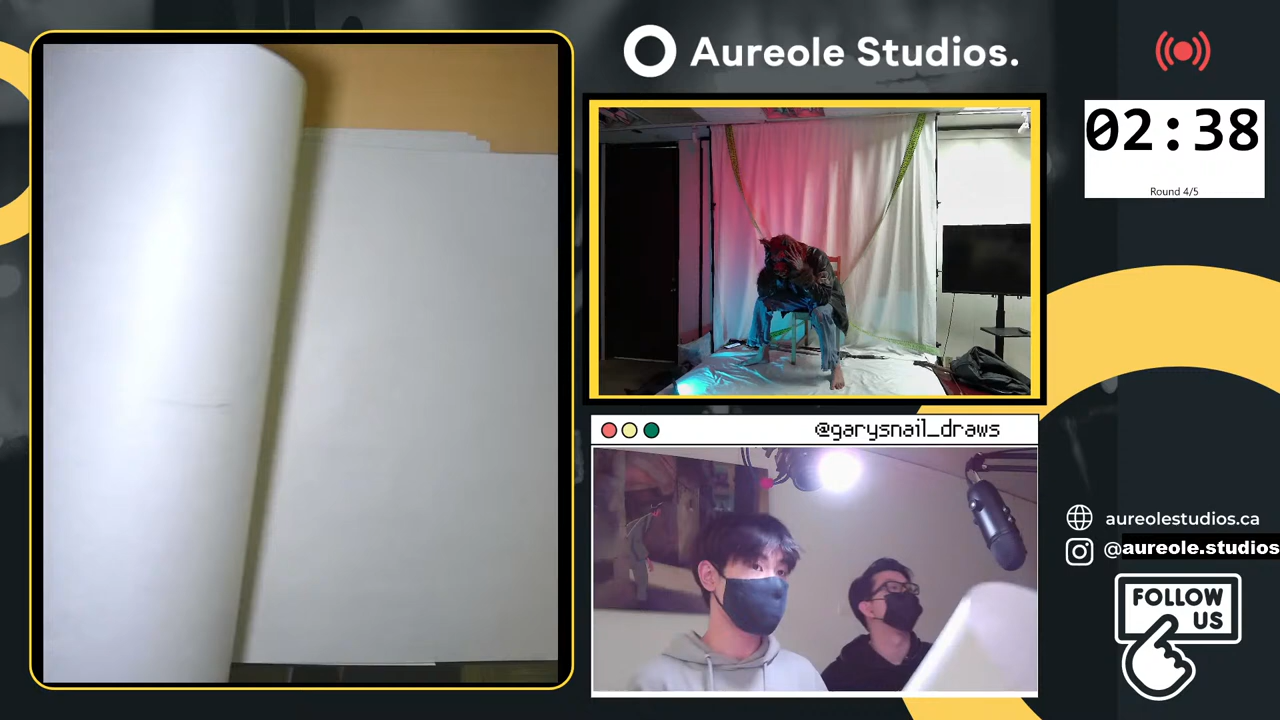 Aureole Studios.
02:38
Round 4/5
@garysnail_draws
aureolestudios.ca
@aureole.studios
FOLLOW
US